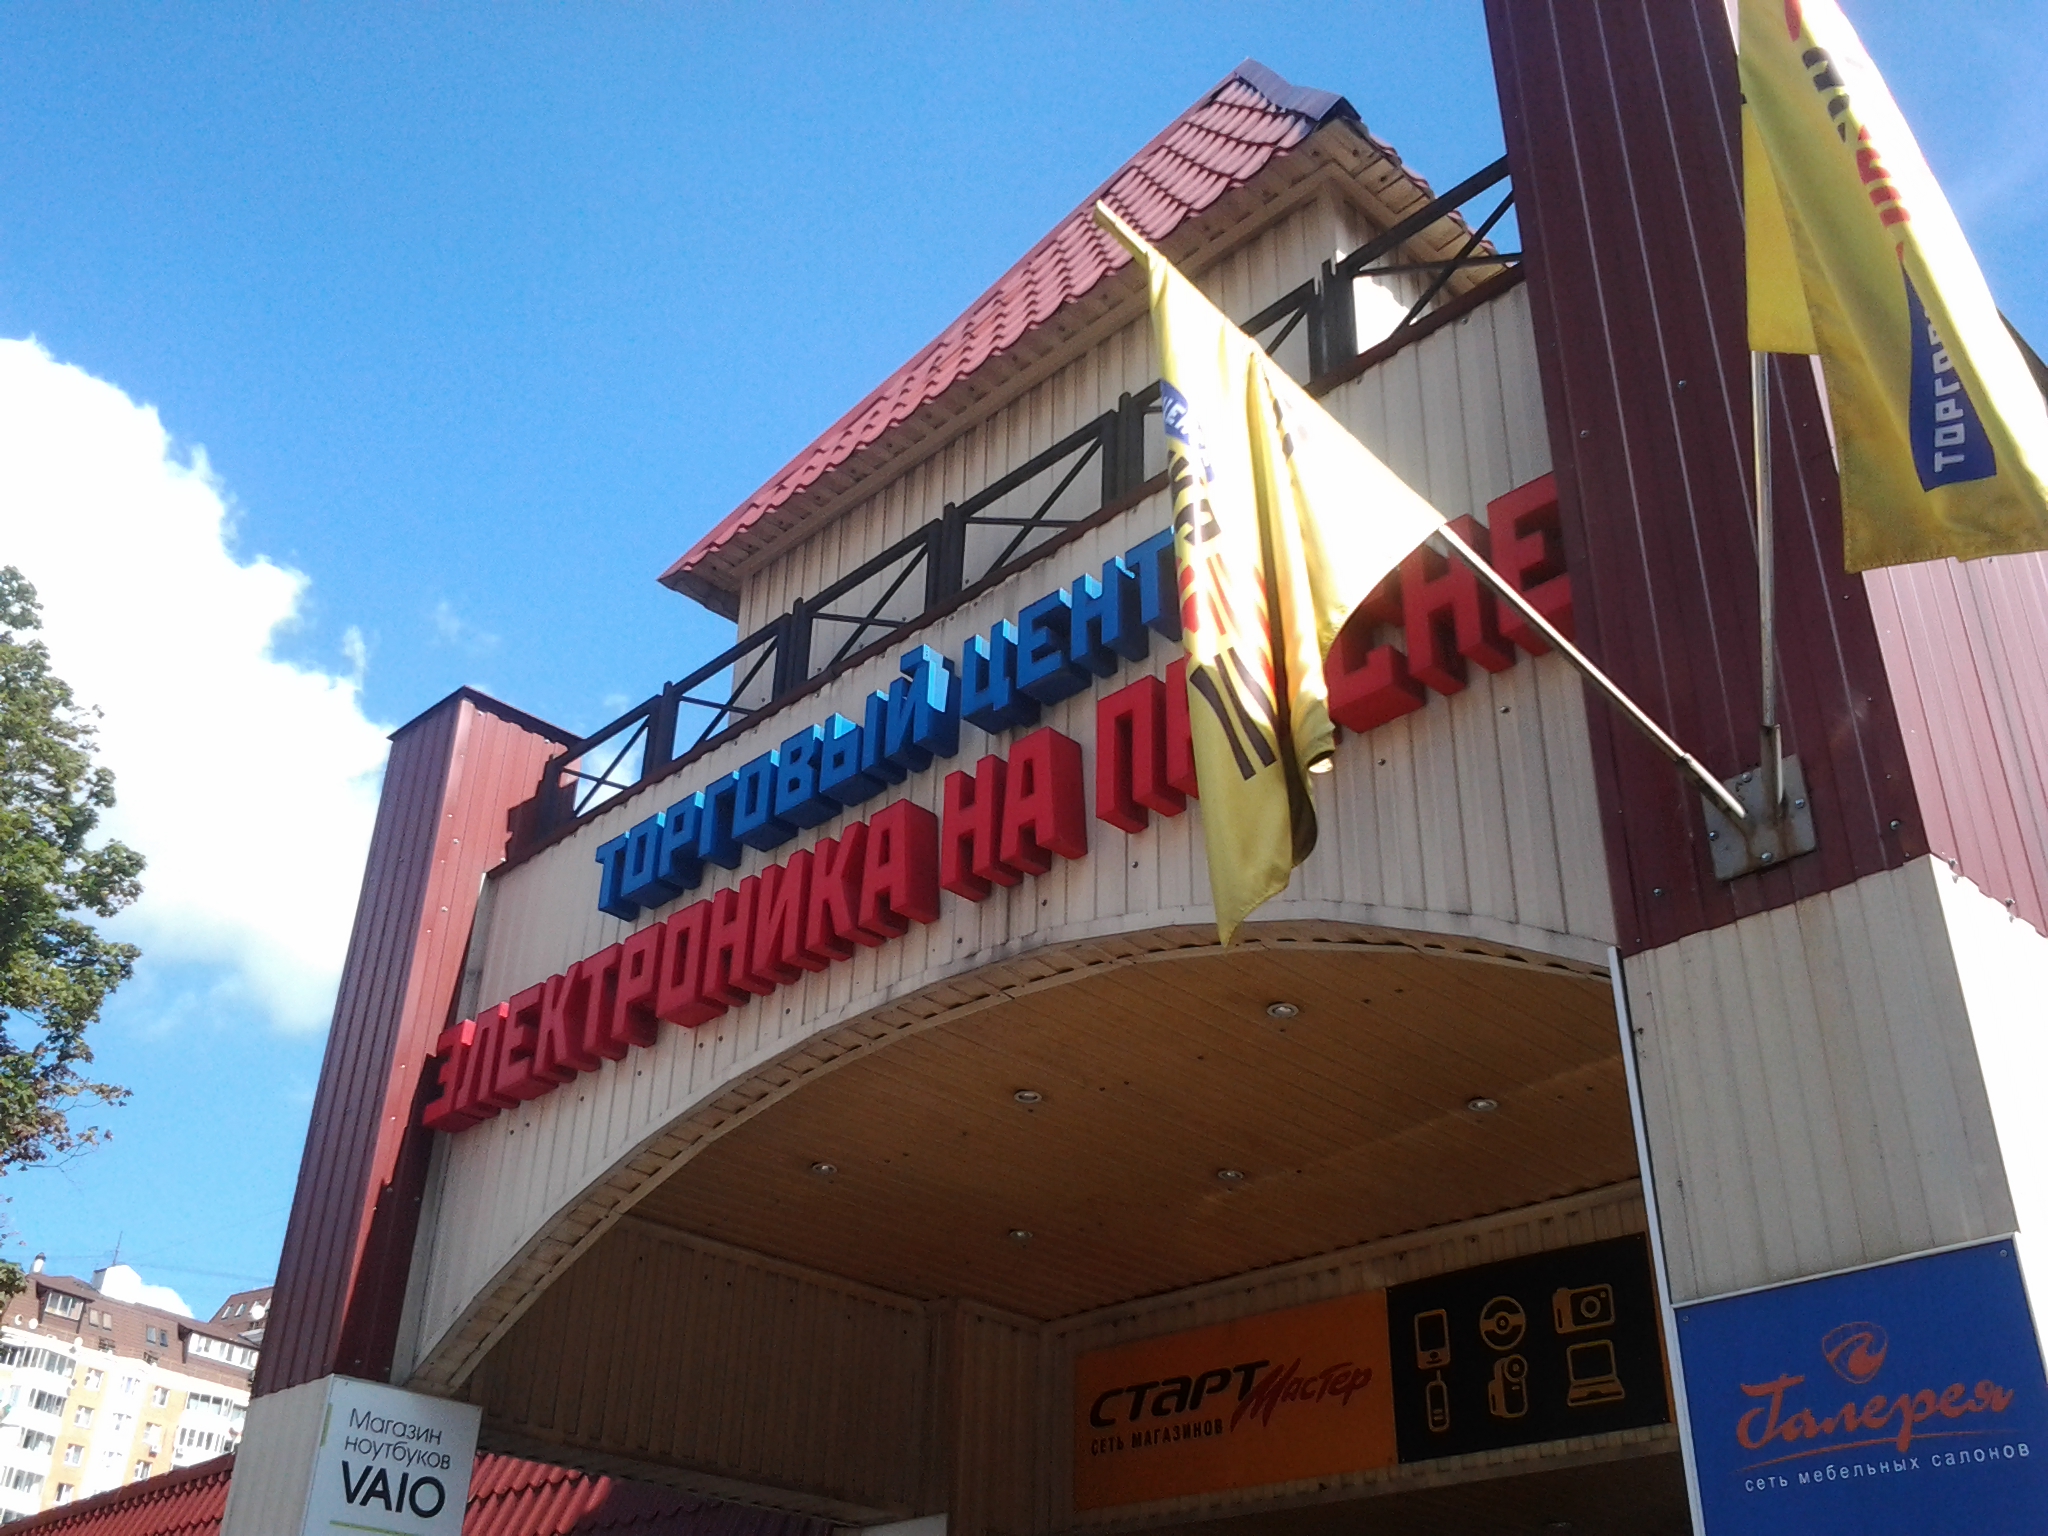 ТОРГОВЫЙ ЦЕНТ
ЭЛЕКТРОНИКА НА
ТОРГОВ
Магазин
ноутбуков
VAIO
СТАРТ Мастер
СЕТЬ МАГАЗИНОВ
Галерея
сеть мебельных салонов